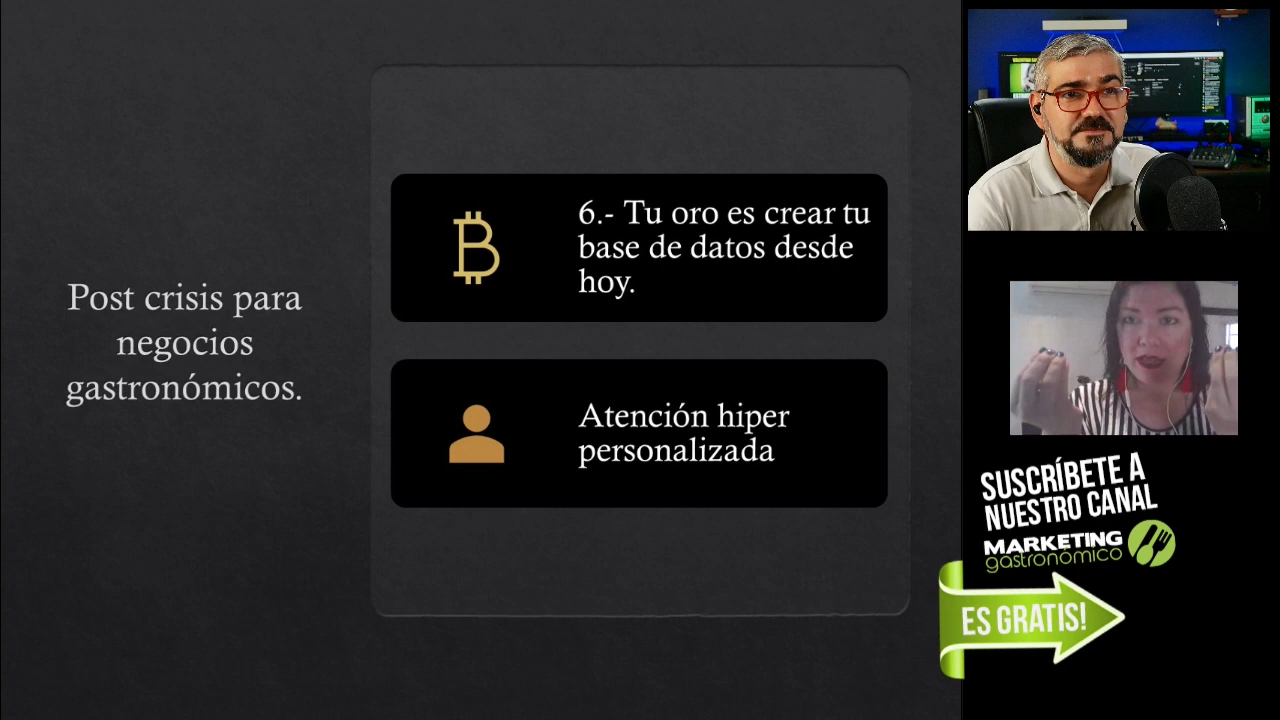 Post crisis para
negocios
gastronómicos.
6.- Tu oro es crear tu
base de datos desde
hoy.
Atención hiper
personalizada
SUSCRÍBETE A
NUESTRO CANAL
MARKETING
gastronómico
ES GRATIS!